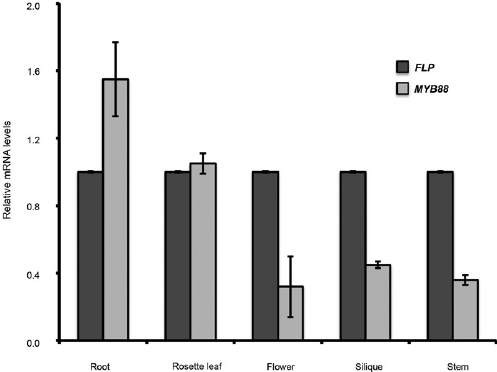 Relative mRNA levels
2.0
1.6
1.2
0.8
0.4
0.0
FLP
MYB88
Root
Rosette leaf
Flower
Silique
Stem